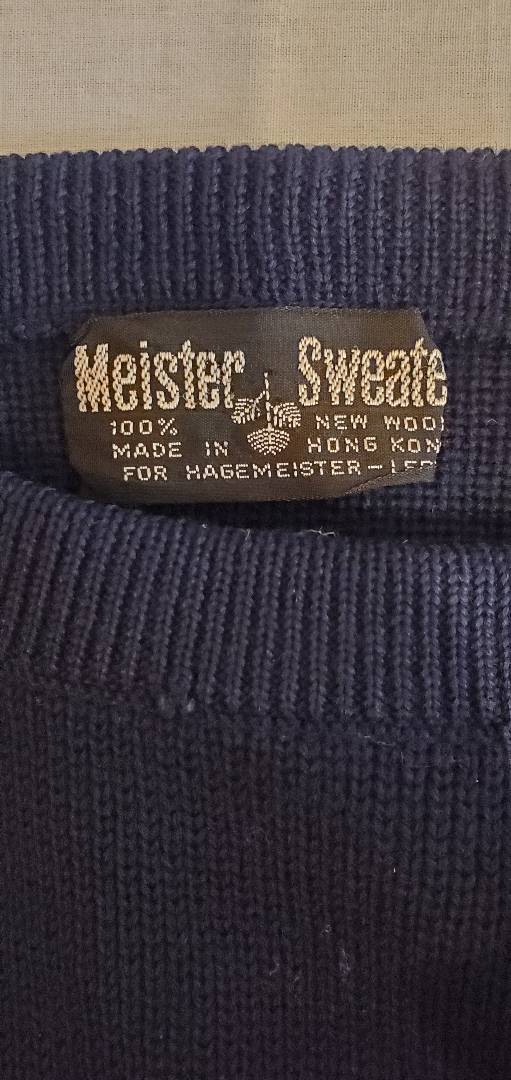 Meister Sweate
100% NEW WOO
MADE IN HONG KON
FOR HAGEMEISTER-